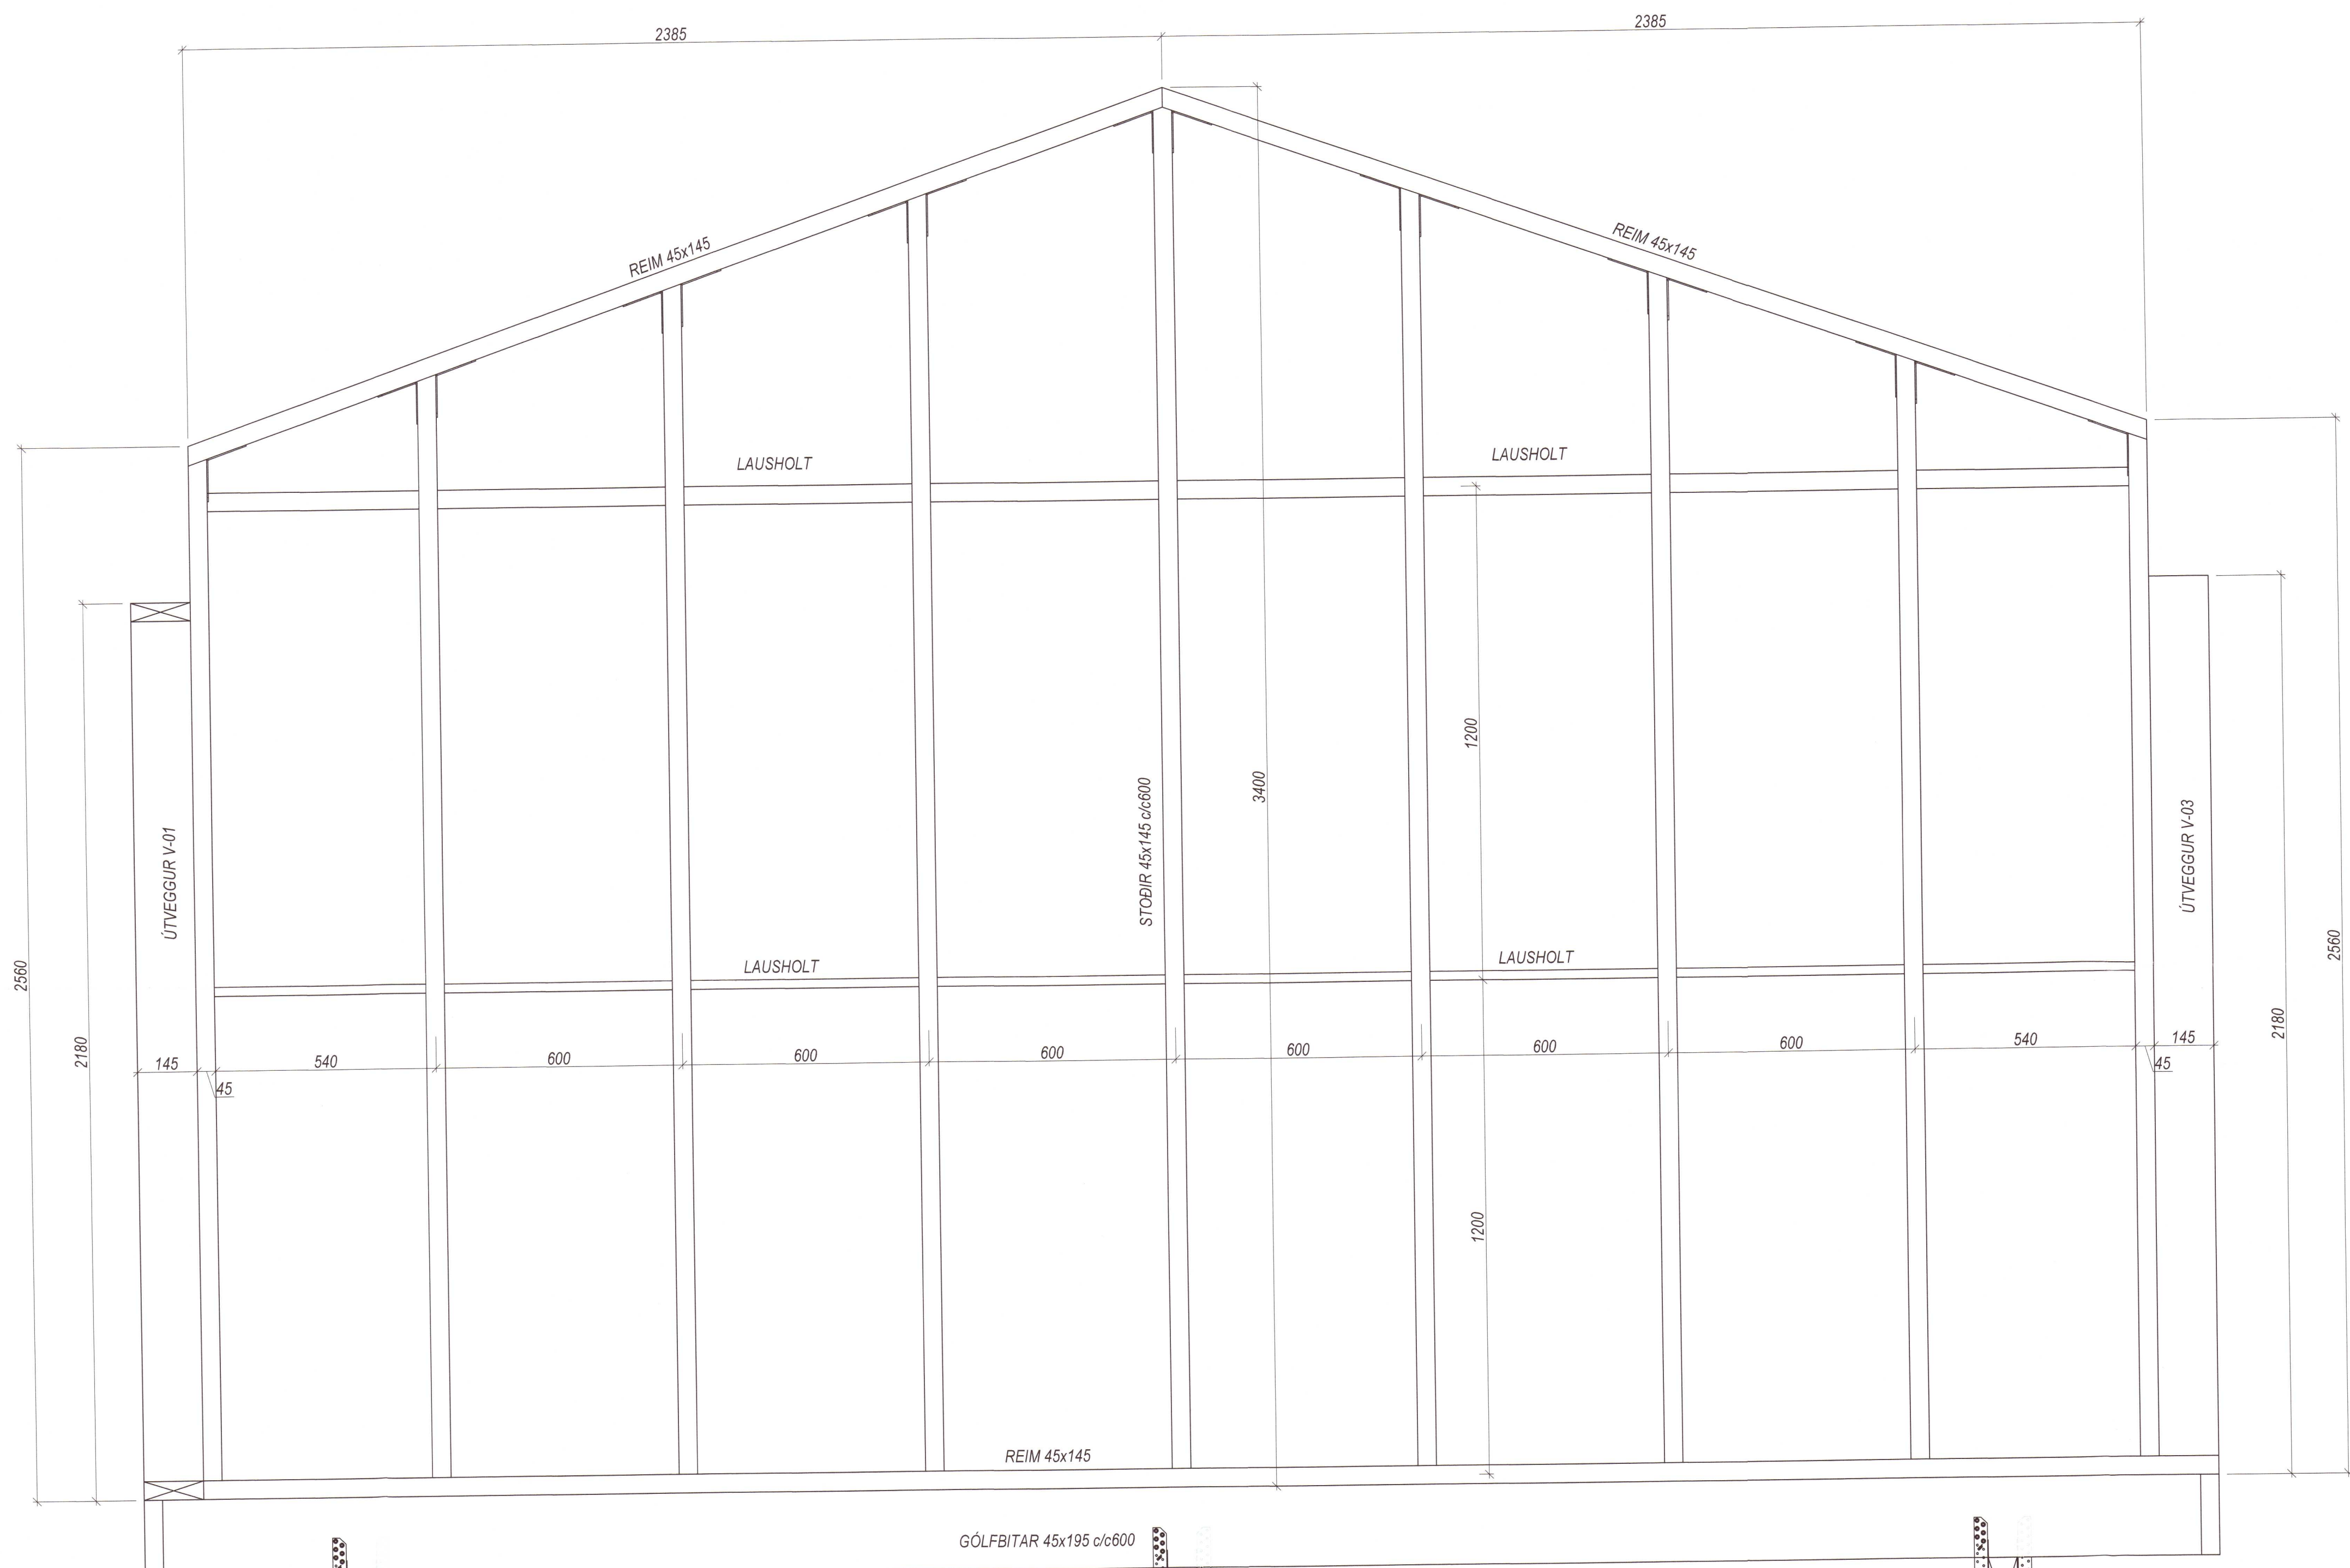 2385
2385
REIM 45x145
REIM 45x145
LAUSHOLT
LAUSHOLT
1200
3400
STOÐIR 45x145 c/c600
ÚTVEGGUR V-01
ÚTVEGGUR V-03
2560
2180
2560
2180
LAUSHOLT
LAUSHOLT
145
45
540
600
600
600
600
600
600
540
45
145
1200
REIM 45x145
GÓLFBITAR 45x195 c/c600